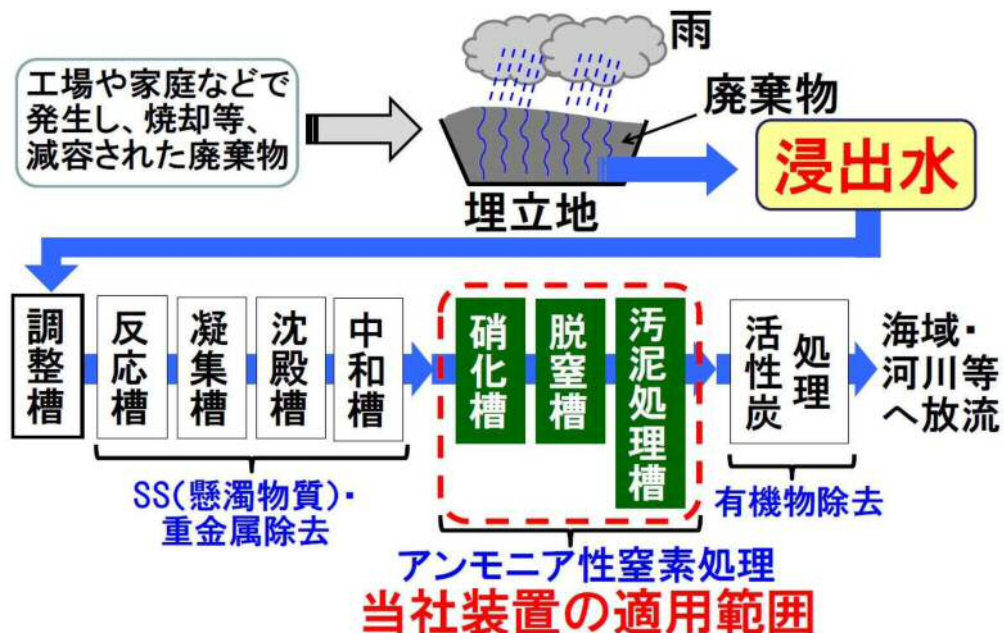 雨
工場や家庭などで
発生し、焼却等、
減容された廃棄物
廃棄物
浸出水
埋立地
調整槽
反応槽
凝集槽
沈殿槽
中和槽
硝化槽
脱窒槽
汚泥処理槽
活性炭
処理
海域・
河川等
へ放流
SS(懸濁物質)・
重金属除去
有機物除去
アンモニア性窒素処理
当社装置の適用範囲